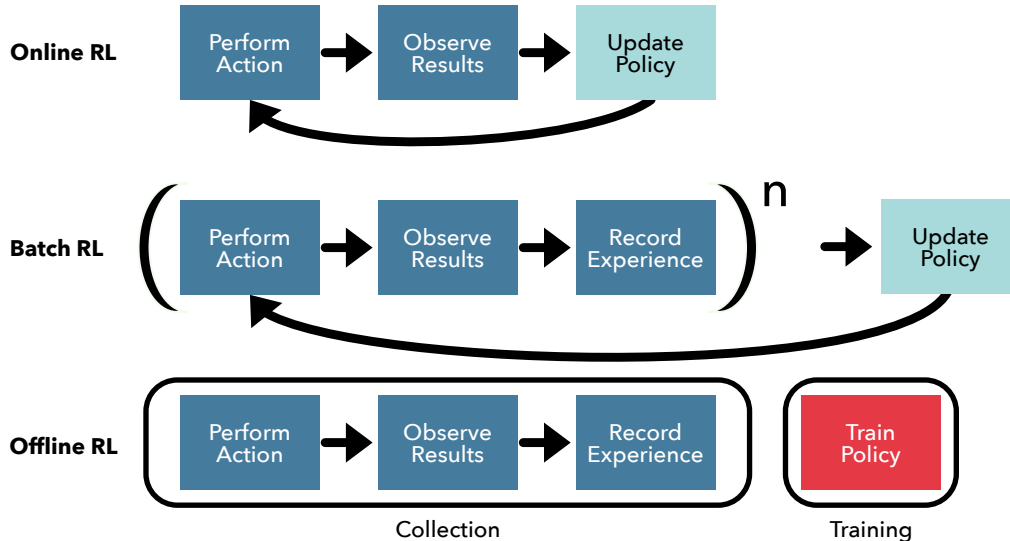 Online RL
Perform
Action
Observe
Results
Update
Policy
Batch RL
Perform
Action
Observe
Results
Record
Experience
n
Update
Policy
Offline RL
Perform
Action
Observe
Results
Record
Experience
Train
Policy
Collection
Training